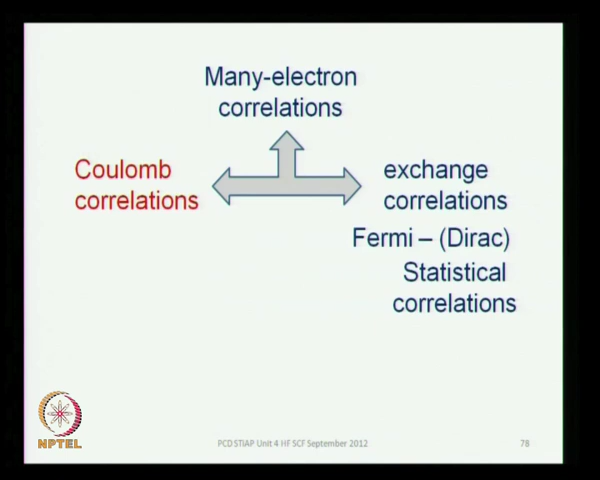 Many-electron
correlations
Coulomb
correlations
exchange
correlations
Fermi – (Dirac)
Statistical
correlations
NPTEL
PCD STIAP Unit 4 HF SCF September 2012
78